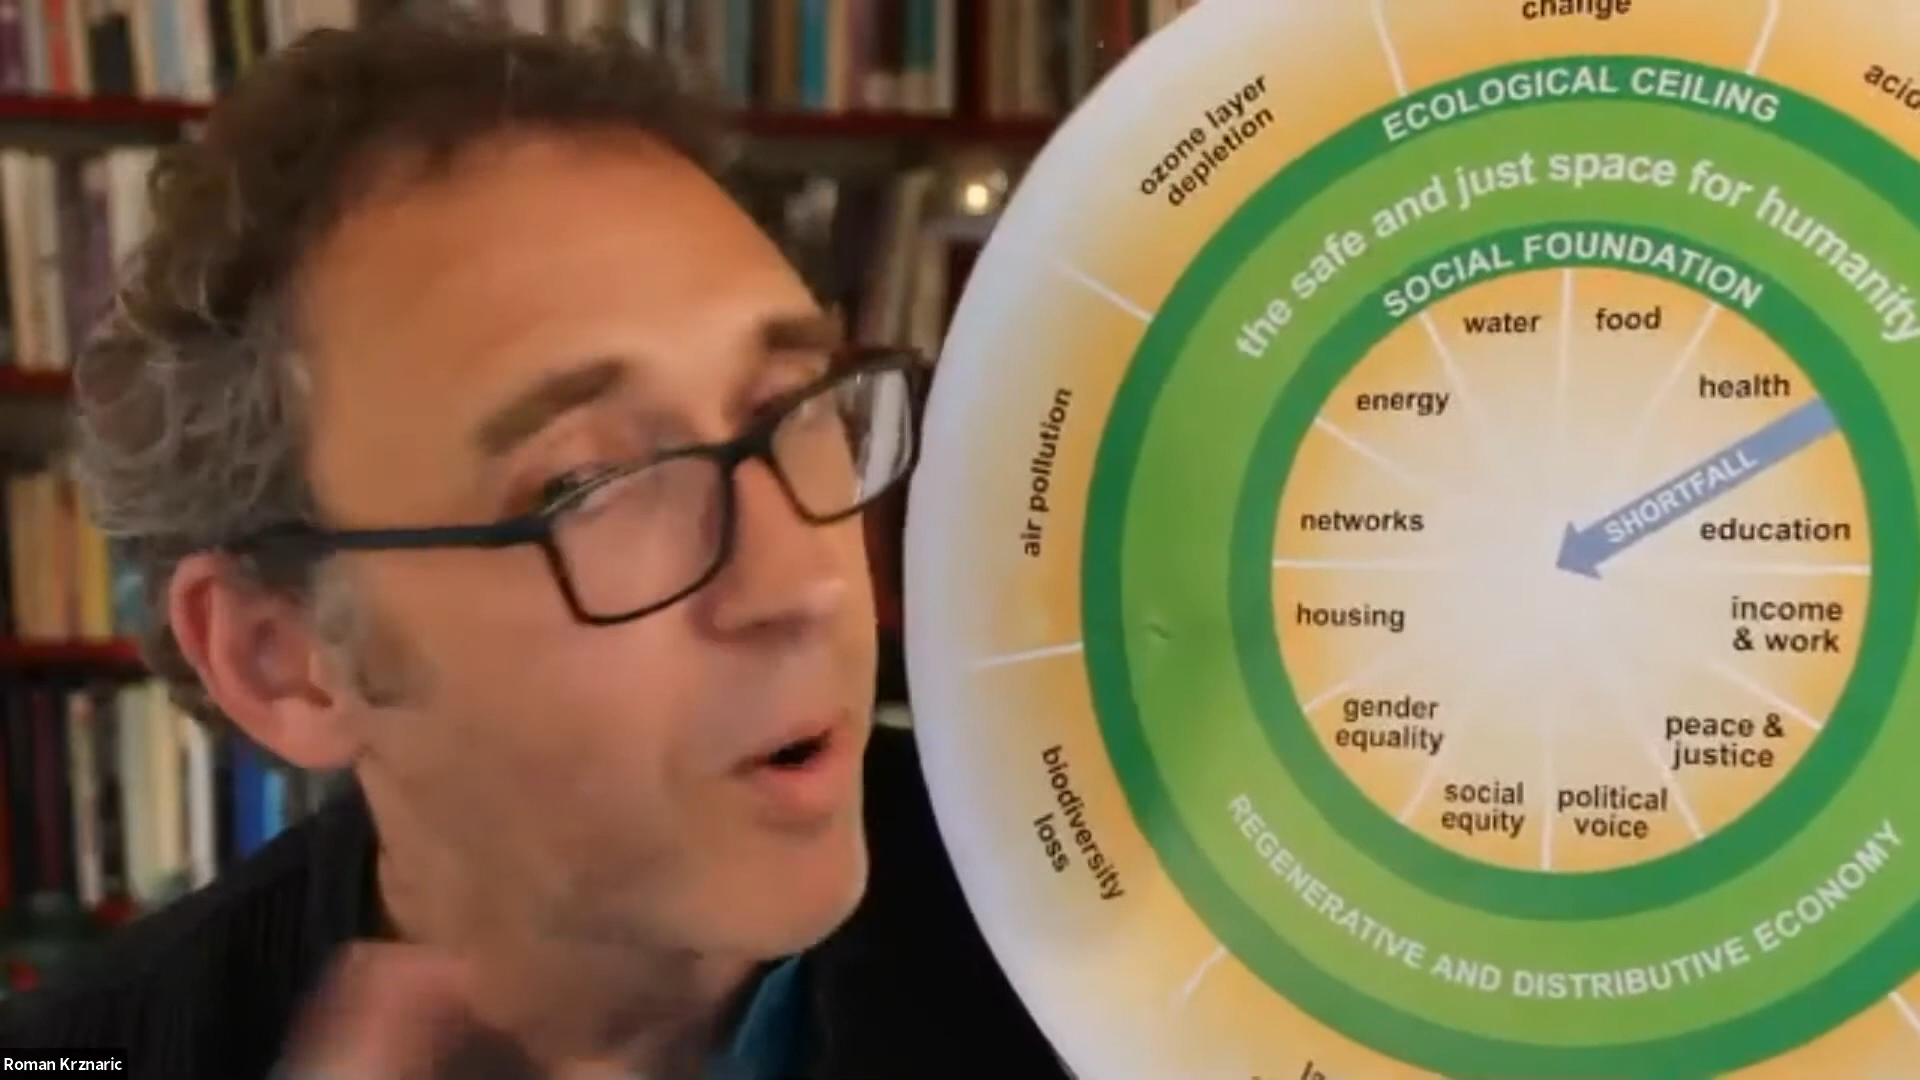 change
acid
ozone layer
depletion
ECOLOGICAL CEILING
the safe and just space for humanity
SOCIAL FOUNDATION
water
food
energy
health
air pollution
SHORTFALL
networks
education
housing
income
& work
gender
equality
peace &
justice
biodiversity
loss
social
equity
political
voice
REGENERATIVE AND DISTRIBUTIVE ECONOMY
la
Roman Krznaric